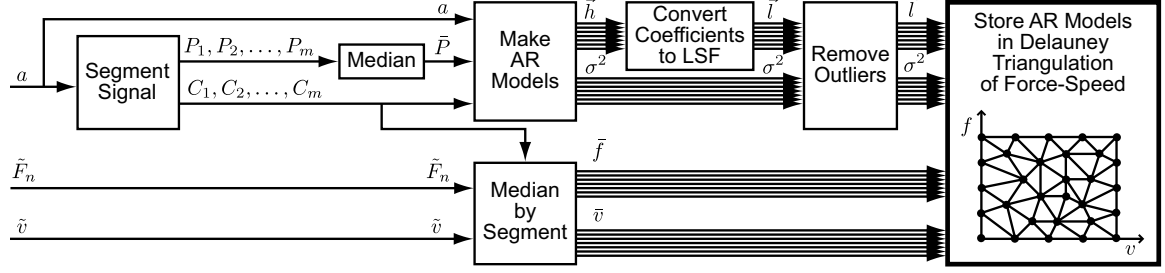 a
Segment
Signal
P₁, P₂, . . . , Pₘ
C₁, C₂, . . . , Cₘ
Median
a
P̄
Make
AR
Models
h⃗
σ²
Convert
Coefficients
to LSF
l⃗
σ²
Remove
Outliers
l
σ²
Store AR Models
in Delauney
Triangulation
of Force-Speed
f
v
F̃ₙ
F̃ₙ
ṽ
ṽ
Median
by
Segment
f̄
v̄